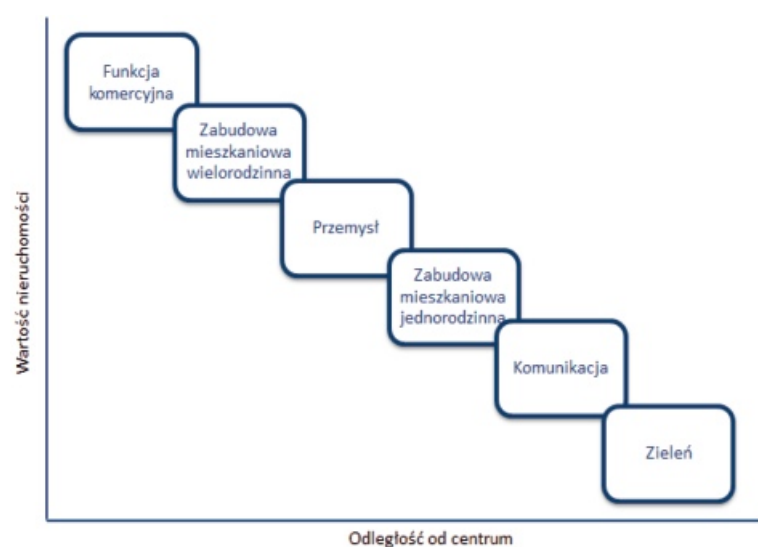 Funkcja
komercyjna
Zabudowa
mieszkaniowa
wielorodzinna
Przemysł
Zabudowa
mieszkaniowa
jednorodzinna
Komunikacja
Zieleń
Wartość nieruchomości
Odległość od centrum